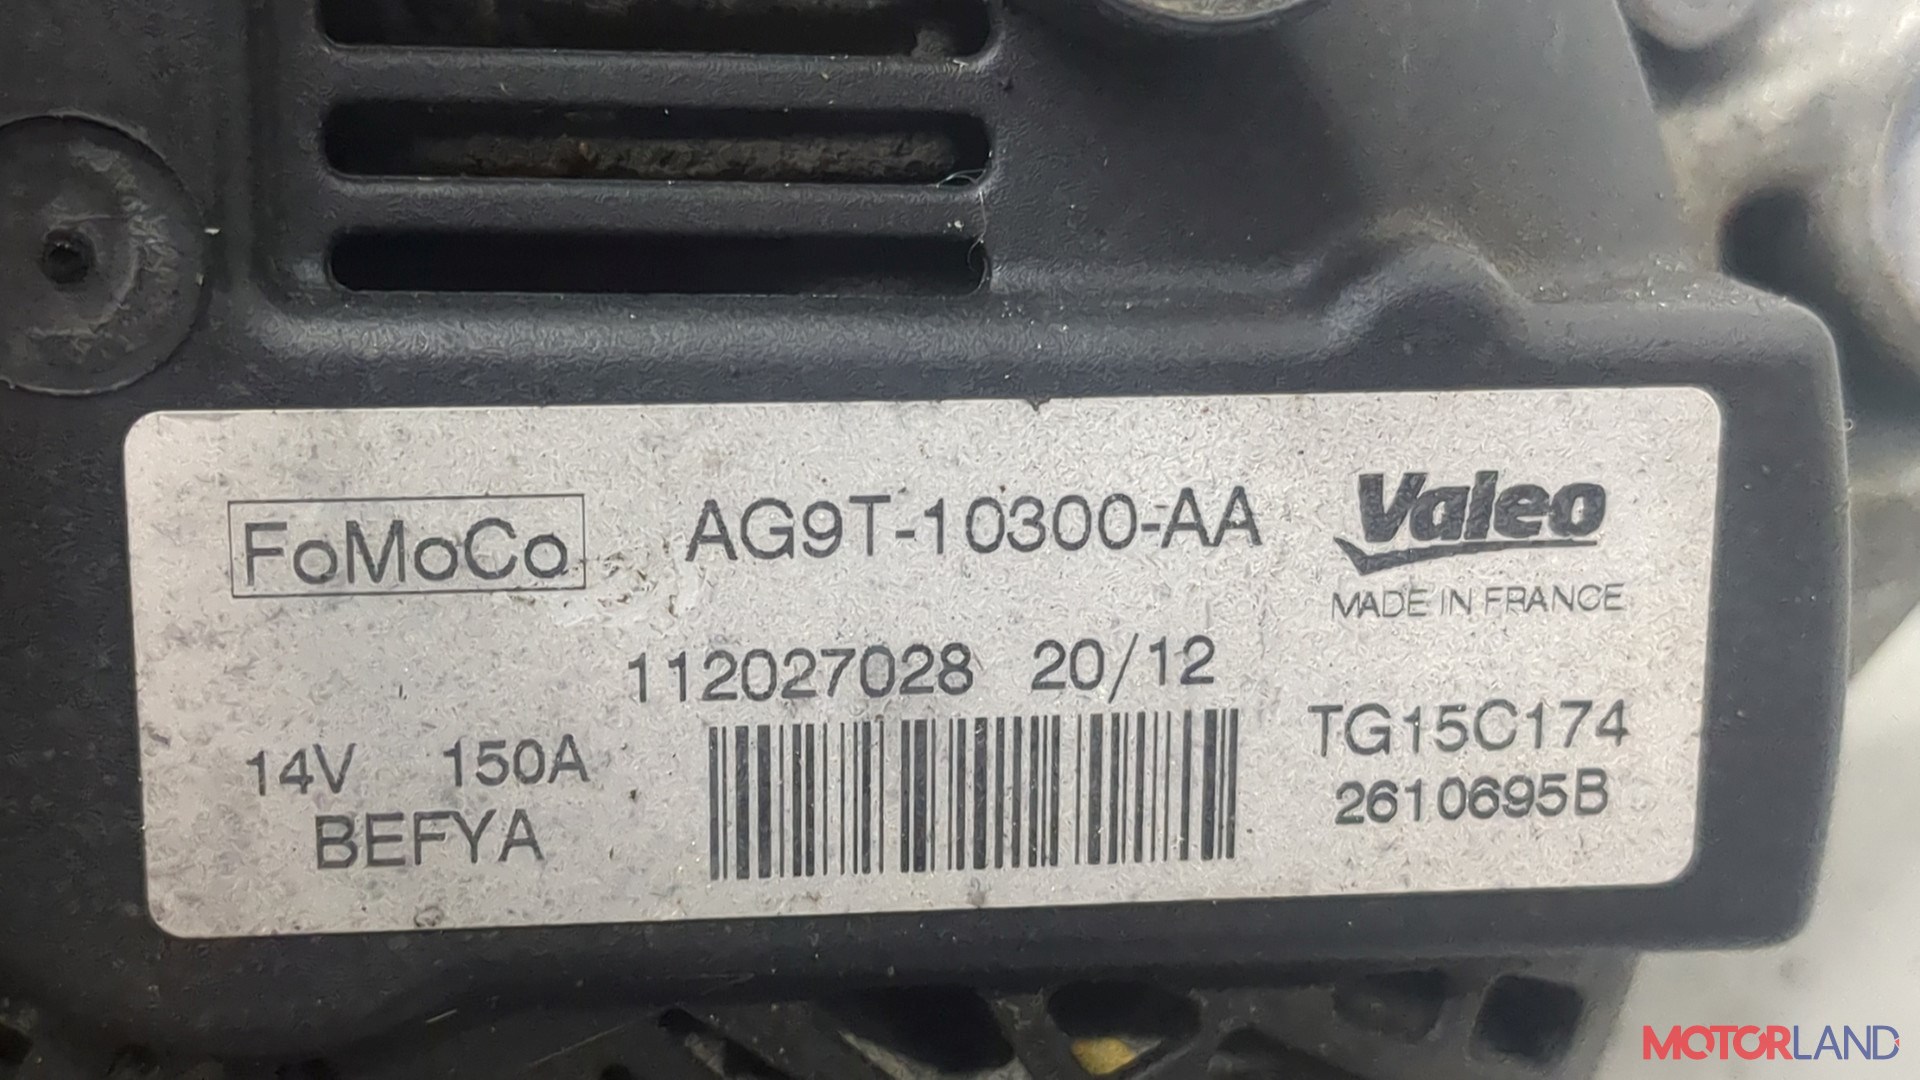 FoMoCo AG9T-10300-AA Valeo
MADE IN FRANCE
112027028 20/12
14V 150A TG15C174
BEFYA 2610695B
MOTORLAND